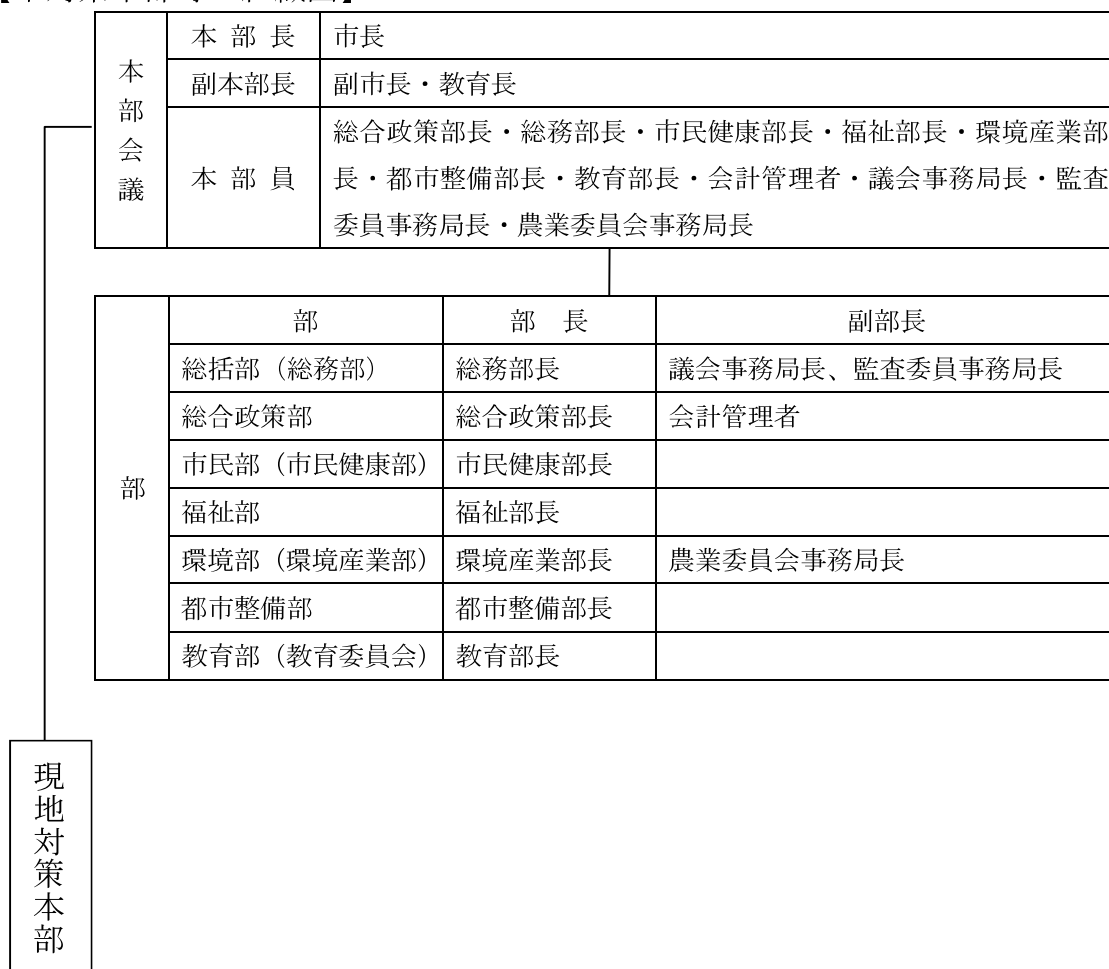 本部会議
本 部 長 市長
副本部長 副市長・教育長
本 部 員 総合政策部長・総務部長・市民健康部長・福祉部長・環境産業部
長・都市整備部長・教育部長・会計管理者・議会事務局長・監査
委員事務局長・農業委員会事務局長
部
部 部　長 副部長
総括部（総務部） 総務部長 議会事務局長、監査委員事務局長
総合政策部 総合政策部長 会計管理者
市民部（市民健康部） 市民健康部長
福祉部 福祉部長
環境部（環境産業部） 環境産業部長 農業委員会事務局長
都市整備部 都市整備部長
教育部（教育委員会） 教育部長
現地対策本部